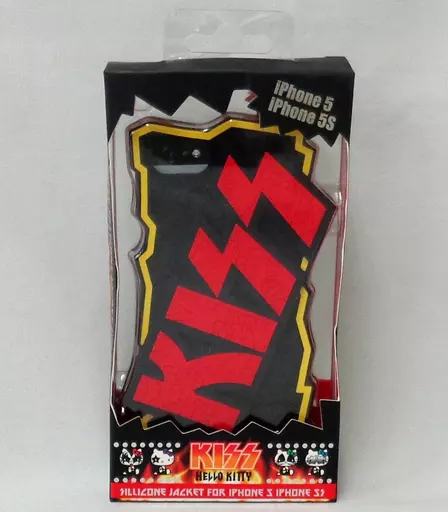 iPhone 5
iPhone 5S
KISS
KISS
HELLO KITTY
SILLICONE JACKET FOR IPHONE 5 IPHONE 5S